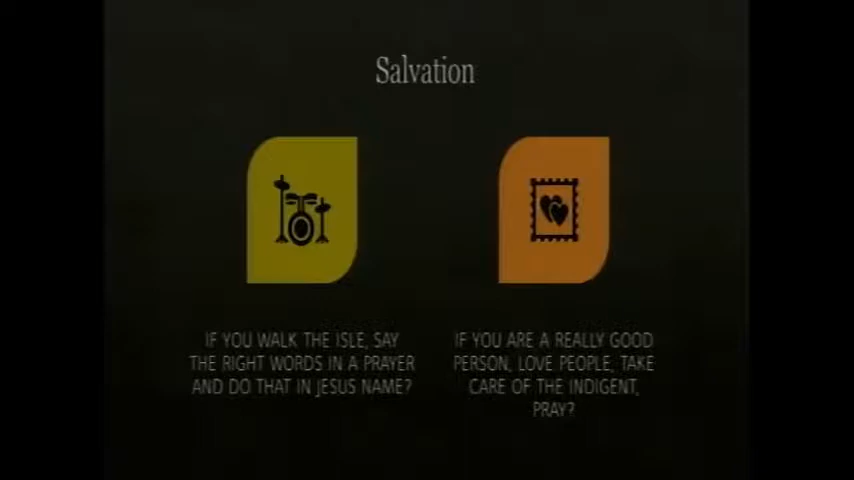 Salvation
IF YOU WALK THE ISLE, SAY
THE RIGHT WORDS IN A PRAYER
AND DO THAT IN JESUS NAME?
IF YOU ARE A REALLY GOOD
PERSON, LOVE PEOPLE, TAKE
CARE OF THE INDIGENT,
PRAY?